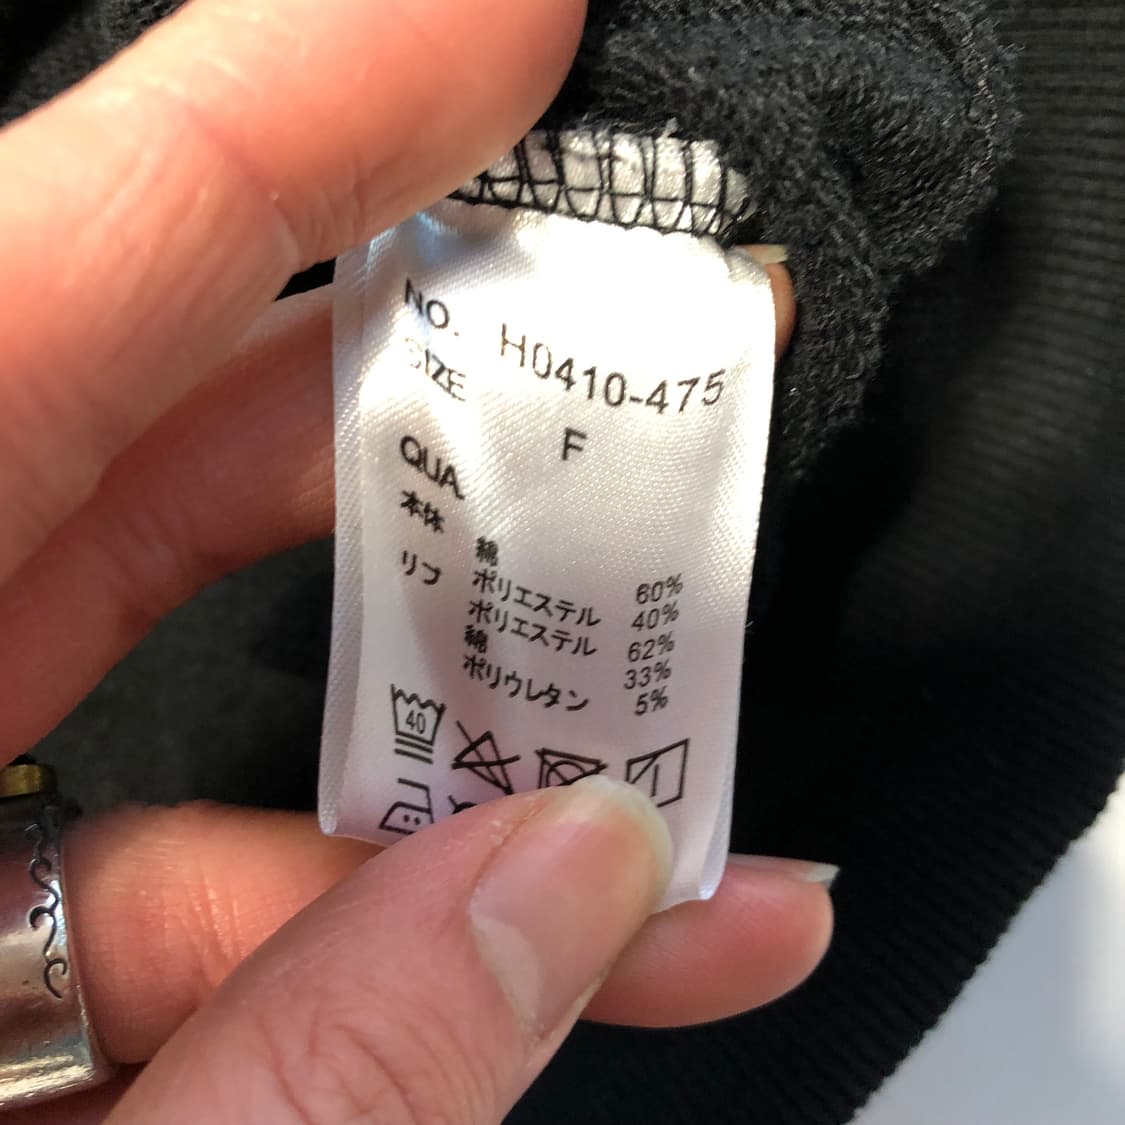 NO. H0410-475
SIZE F
QUA.
本体 綿 60%
ポリエステル 40%
リブ ポリエステル 62%
綿 33%
ポリウレタン 5%
40